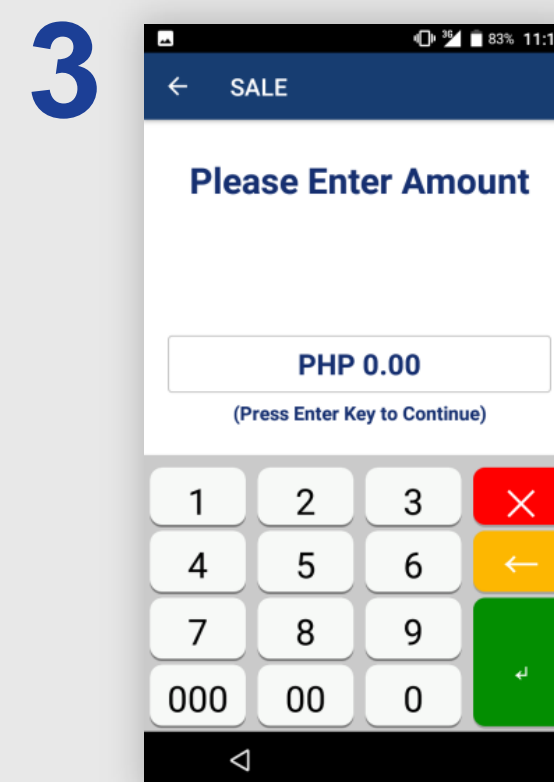 3
3G 83% 11:1
← SALE
Please Enter Amount
PHP 0.00
(Press Enter Key to Continue)
1 2 3
4 5 6 ←
7 8 9
000 00 0 ↵